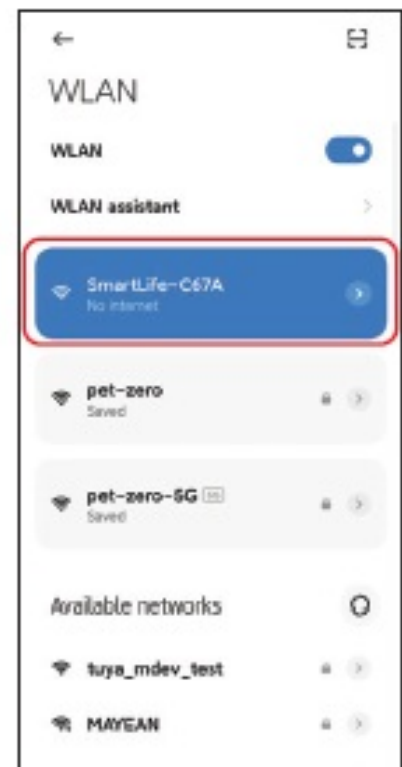 WLAN
WLAN
WLAN assistant
SmartLife-C67A
No internet
pet-zero
Saved
pet-zero-5G
Saved
Available networks
tuya_mdev_test
MAYEAN